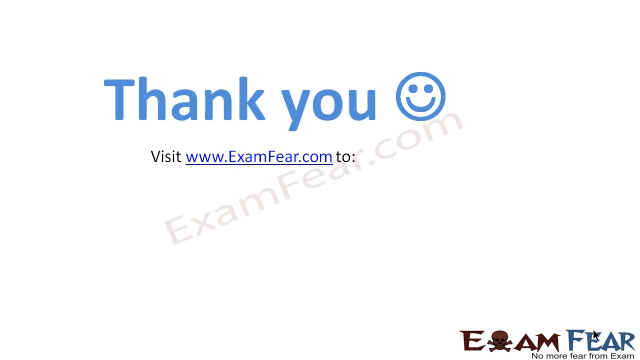 Thank you ☺
Visit www.ExamFear.com to:
ExamFear.com
EXAM FEAR
No more fear from Exam